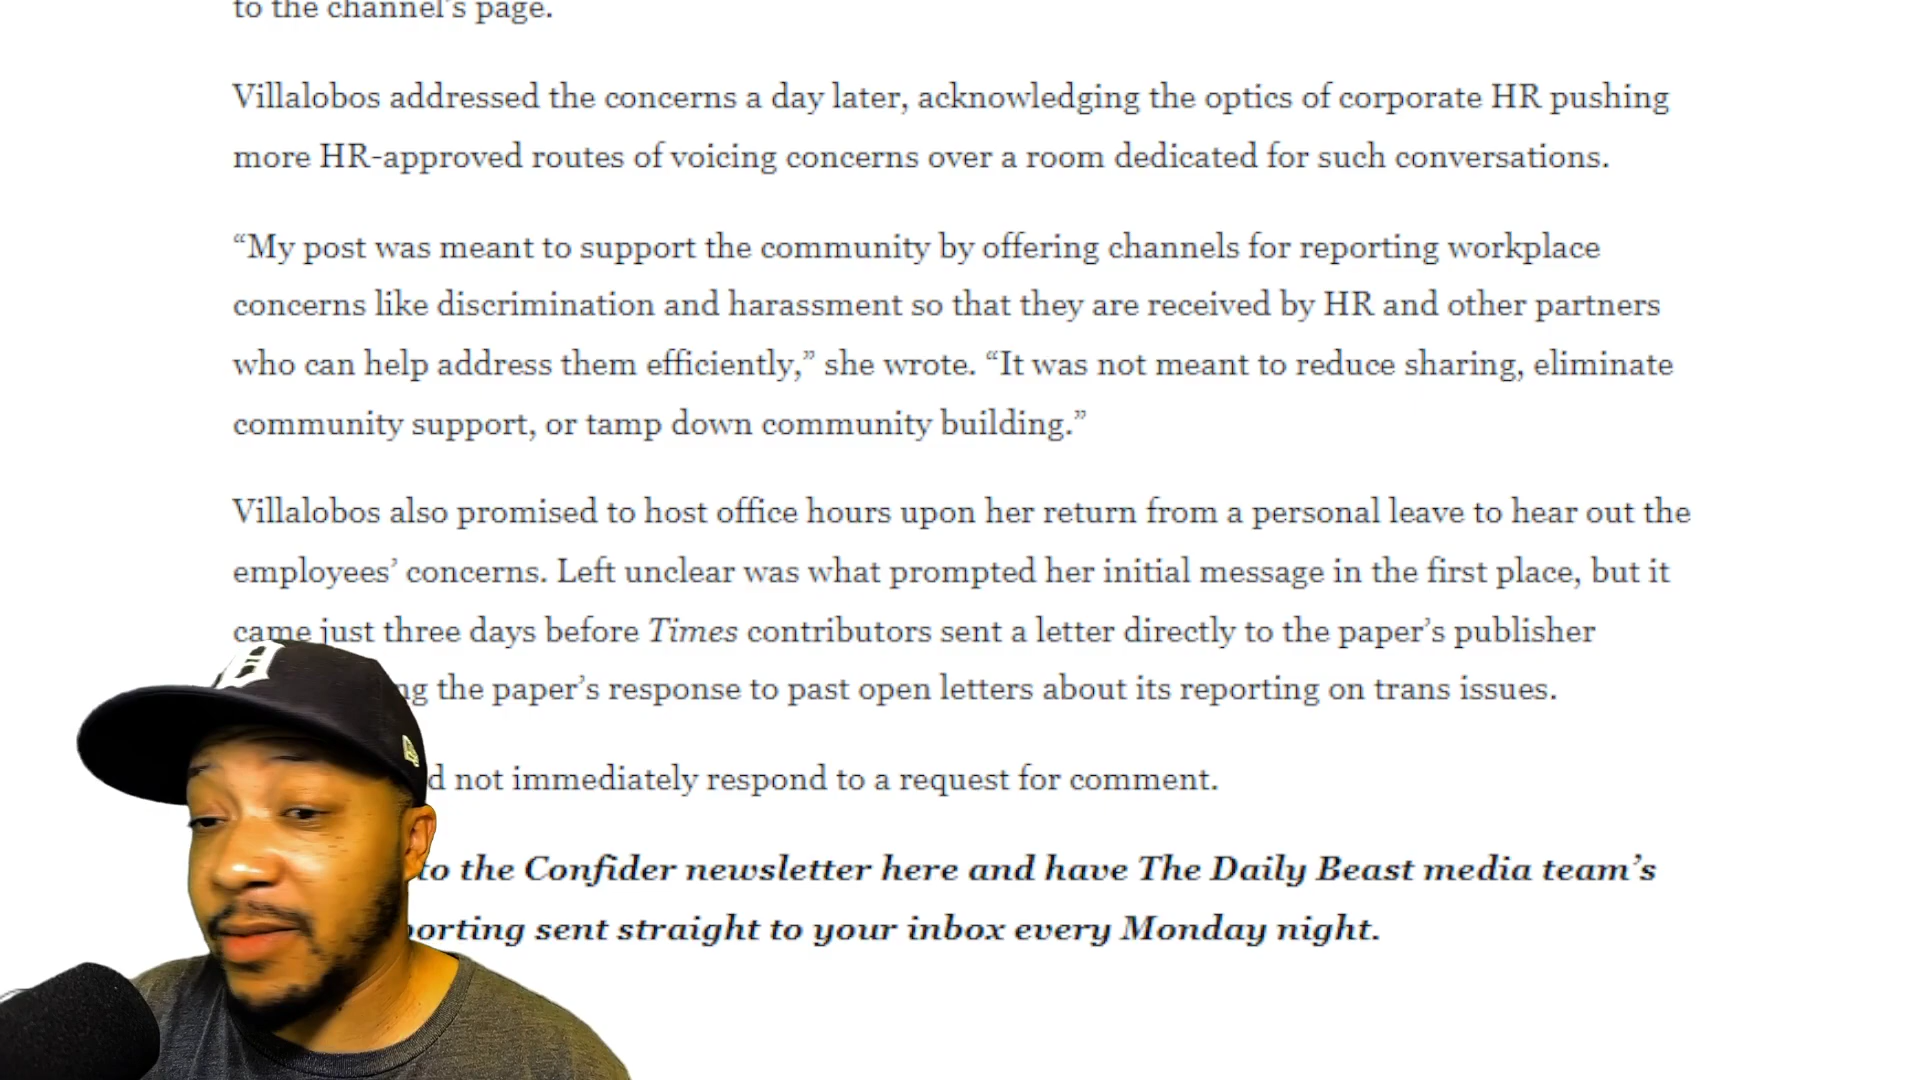 to the channel's page.
Villalobos addressed the concerns a day later, acknowledging the optics of corporate HR pushing
more HR-approved routes of voicing concerns over a room dedicated for such conversations.
“My post was meant to support the community by offering channels for reporting workplace
concerns like discrimination and harassment so that they are received by HR and other partners
who can help address them efficiently,” she wrote. “It was not meant to reduce sharing, eliminate
community support, or tamp down community building.”
Villalobos also promised to host office hours upon her return from a personal leave to hear out the
employees’ concerns. Left unclear was what prompted her initial message in the first place, but it
came just three days before Times contributors sent a letter directly to the paper’s publisher
the paper’s response to past open letters about its reporting on trans issues.
not immediately respond to a request for comment.
to the Confider newsletter here and have The Daily Beast media team’s
sent straight to your inbox every Monday night.